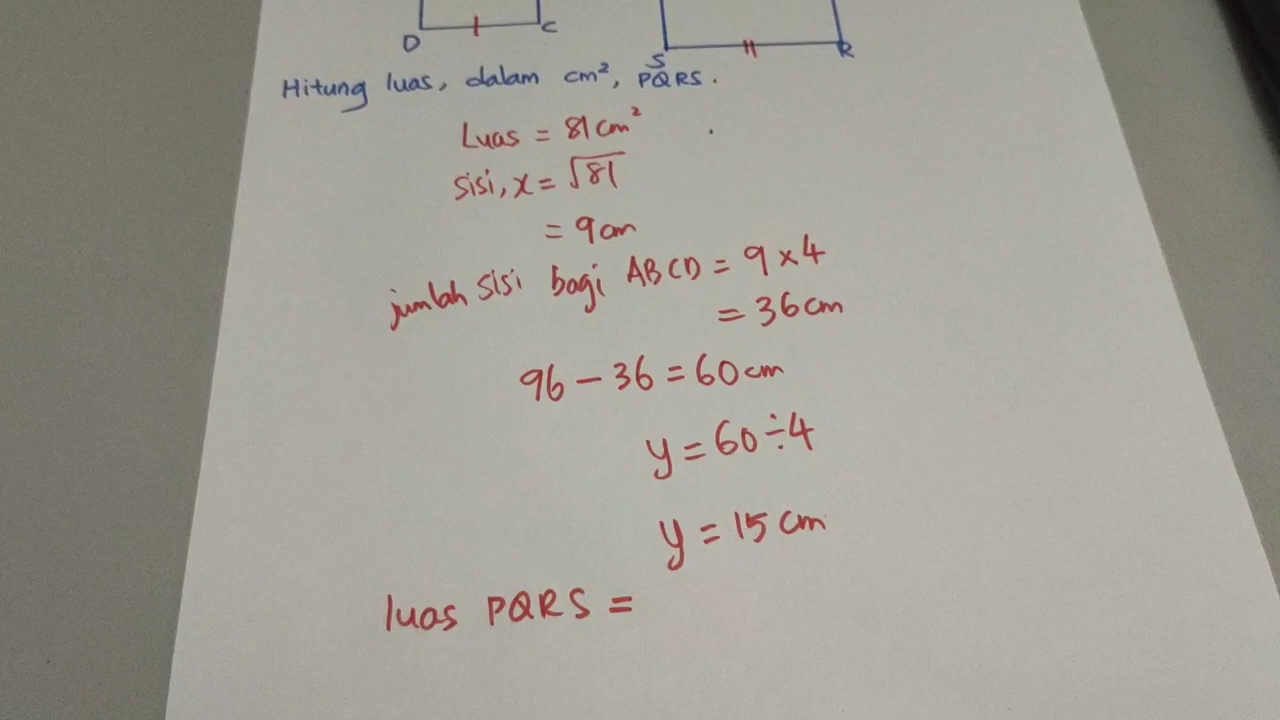 D C S R
Hitung luas, dalam cm², PQRS.
Luas = 81 cm²
Sisi, x = √81
= 9 cm
jumlah sisi bagi ABCD = 9 × 4
= 36 cm
96 − 36 = 60 cm
y = 60 ÷ 4
y = 15 cm
luas PQRS =